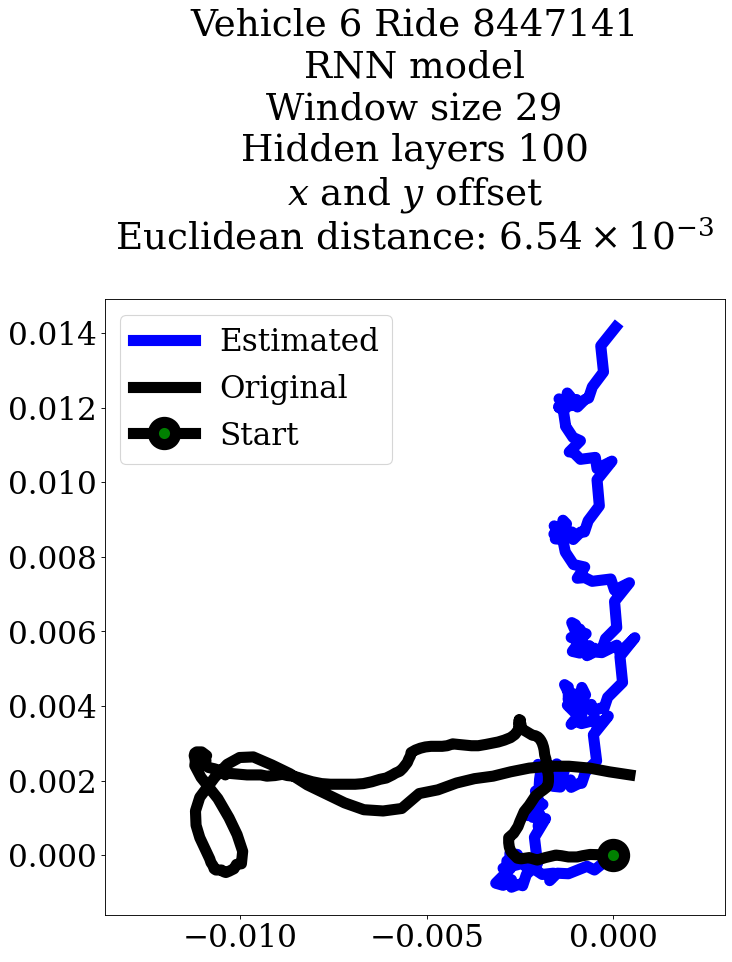 Vehicle 6 Ride 8447141
RNN model
Window size 29
Hidden layers 100
x and y offset
Euclidean distance: 6.54 × 10⁻³
Estimated
Original
Start
0.014
0.012
0.010
0.008
0.006
0.004
0.002
0.000
−0.010 −0.005 0.000